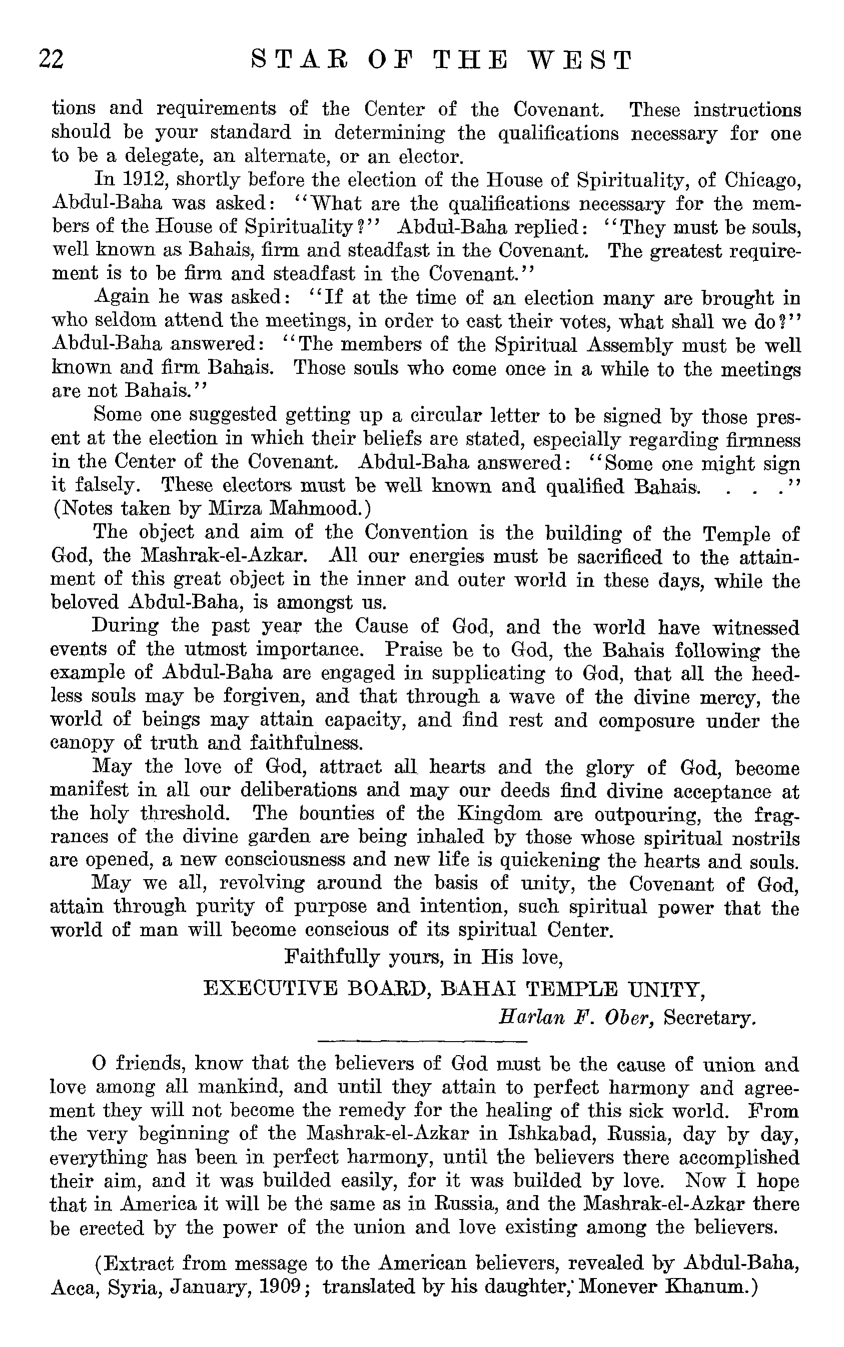 22 STAR OF THE WEST
tions and requirements of the Center of the Covenant. These instructions
should be your standard in determining the qualifications necessary for one
to be a delegate, an alternate, or an elector.
In 1912, shortly before the election of the House of Spirituality, of Chicago,
Abdul-Baha was asked: ‘‘What are the qualifications necessary for the mem-
bers of the House of Spirituality?’’ Abdul-Baha replied: ‘‘They must be souls,
well known as Bahais, firm and steadfast in the Covenant. The greatest require-
ment is to be firm and steadfast in the Covenant.’’
Again he was asked: ‘‘If at the time of an election many are brought in
who seldom attend the meetings, in order to cast their votes, what shall we do?’’
Abdul-Baha answered: ‘‘The members of the Spiritual Assembly must be well
known and firm Bahais. Those souls who come once in a while to the meetings
are not Bahais.’’
Some one suggested getting up a circular letter to be signed by those pres-
ent at the election in which their beliefs are stated, especially regarding firmness
in the Center of the Covenant. Abdul-Baha answered: ‘‘Some one might sign
it falsely. These electors must be well known and qualified Bahais. . . .’’
(Notes taken by Mirza Mahmood.)
The object and aim of the Convention is the building of the Temple of
God, the Mashrak-el-Azkar. All our energies must be sacrificed to the attain-
ment of this great object in the inner and outer world in these days, while the
beloved Abdul-Baha, is amongst us.
During the past year the Cause of God, and the world have witnessed
events of the utmost importance. Praise be to God, the Bahais following the
example of Abdul-Baha are engaged in supplicating to God, that all the heed-
less souls may be forgiven, and that through a wave of the divine mercy, the
world of beings may attain capacity, and find rest and composure under the
canopy of truth and faithfulness.
May the love of God, attract all hearts and the glory of God, become
manifest in all our deliberations and may our deeds find divine acceptance at
the holy threshold. The bounties of the Kingdom are outpouring, the frag-
rances of the divine garden are being inhaled by those whose spiritual nostrils
are opened, a new consciousness and new life is quickening the hearts and souls.
May we all, revolving around the basis of unity, the Covenant of God,
attain through purity of purpose and intention, such spiritual power that the
world of man will become conscious of its spiritual Center.
Faithfully yours, in His love,
EXECUTIVE BOARD, BAHAI TEMPLE UNITY,
Harlan F. Ober, Secretary.
O friends, know that the believers of God must be the cause of union and
love among all mankind, and until they attain to perfect harmony and agree-
ment they will not become the remedy for the healing of this sick world. From
the very beginning of the Mashrak-el-Azkar in Ishkabad, Russia, day by day,
everything has been in perfect harmony, until the believers there accomplished
their aim, and it was builded easily, for it was builded by love. Now I hope
that in America it will be the same as in Russia, and the Mashrak-el-Azkar there
be erected by the power of the union and love existing among the believers.
(Extract from message to the American believers, revealed by Abdul-Baha,
Acca, Syria, January, 1909; translated by his daughter, Monever Khanum.)